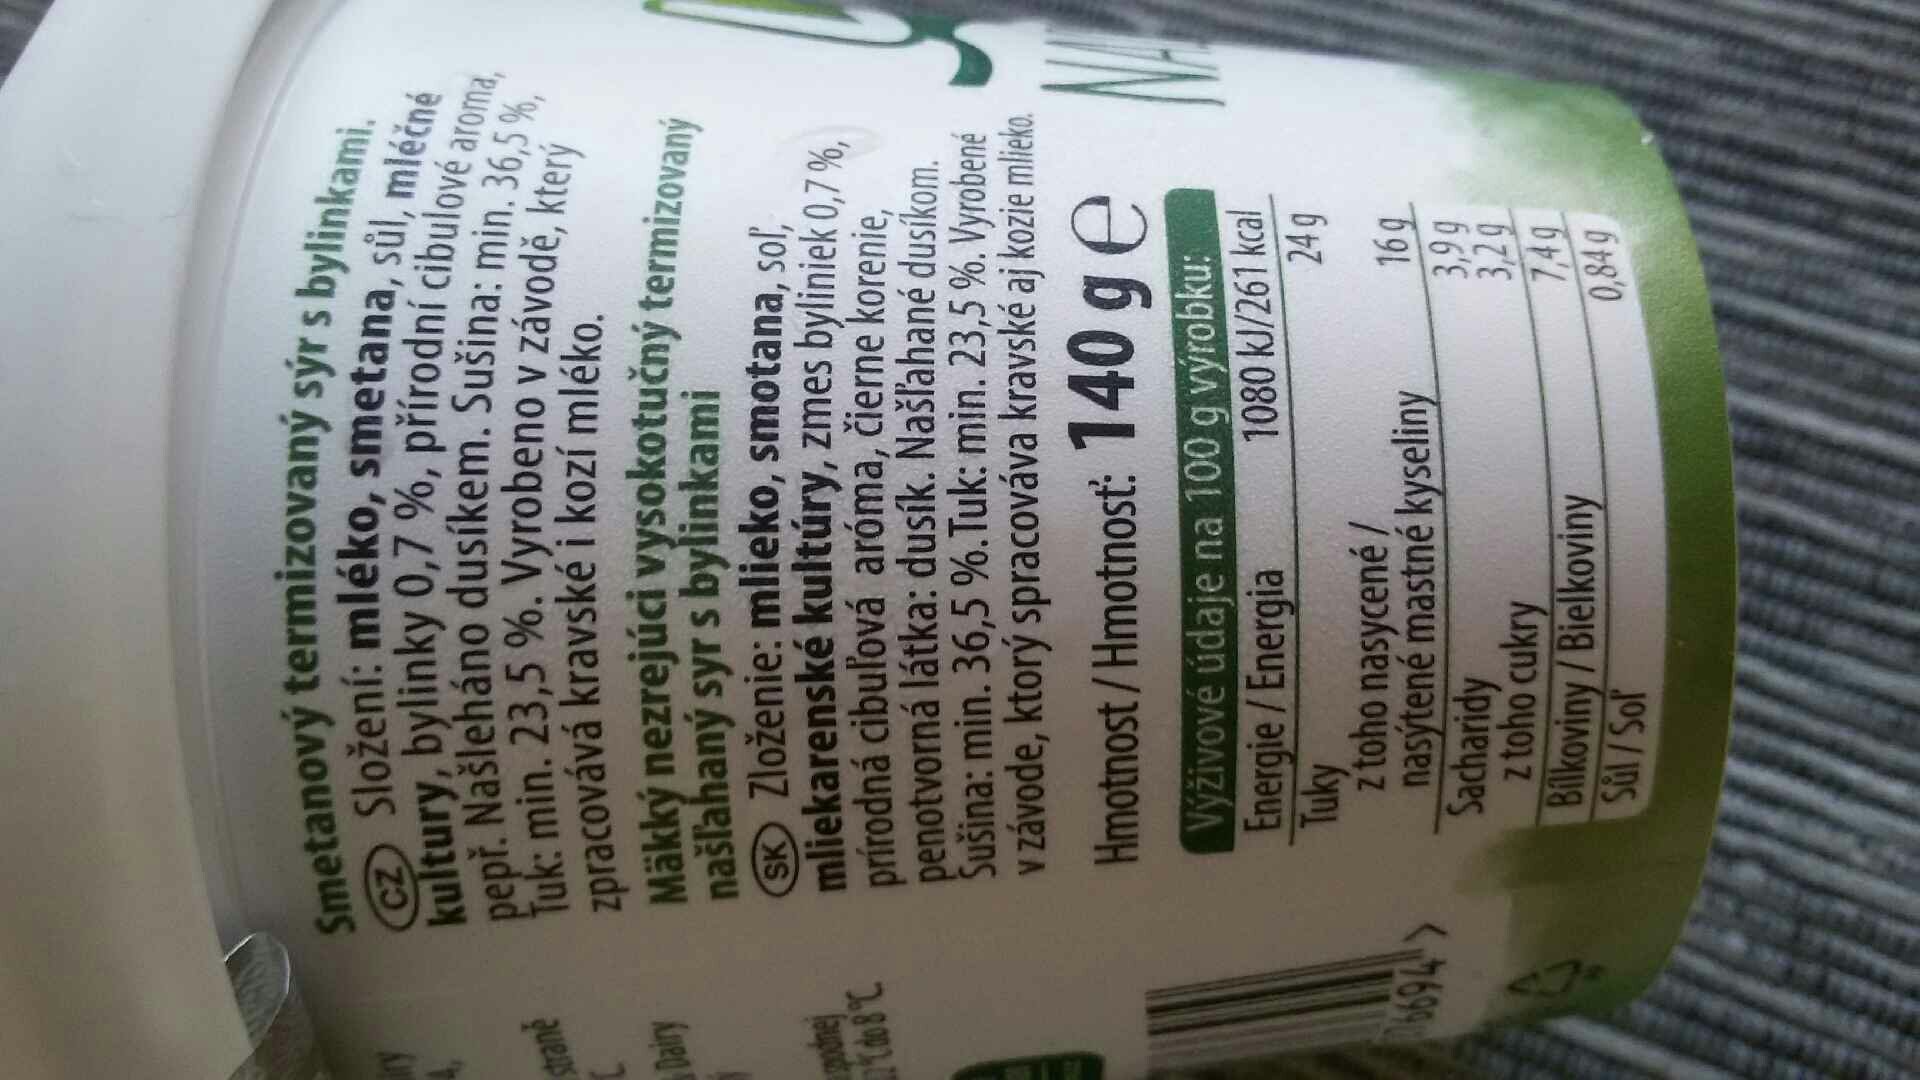 Smetanový termizovaný sýr s bylinkami.
CZ Složení: mléko, smetana, sůl, mléčné
kultury, bylinky 0,7 %, přírodní cibulové aroma,
pepř. Našleháno dusíkem. Sušina: min. 36,5 %,
Tuk: min. 23,5 %. Vyrobeno v závodě, který
zpracovává kravské i kozí mléko.
Mäkký nezrejúci vysokotučný termizovaný
našľahaný syr s bylinkami
SK Zloženie: mlieko, smotana, soľ,
mliekarenské kultúry, zmes byliniek 0,7%,
prírodná cibuľová aróma, čierne korenie,
penotvorná látka: dusík. Našľahané dusíkom.
Sušina: min. 36,5 %. Tuk: min. 23,5 %. Vyrobené
v závode, ktorý spracováva kravské aj kozie mlieko.
Hmotnost / Hmotnosť: 140 g e
Výživové údaje na 100 g výrobku:
Energie / Energia 1080 kJ/261 kcal
Tuky 24 g
z toho nasycené /
nasýtené mastné kyseliny 16 g
Sacharidy 3,9 g
z toho cukry 3,2 g
Bílkoviny / Bielkoviny 7,4 g
Sůl / Soľ 0,84 g
straně
Dairy
do 8°C
6694 >